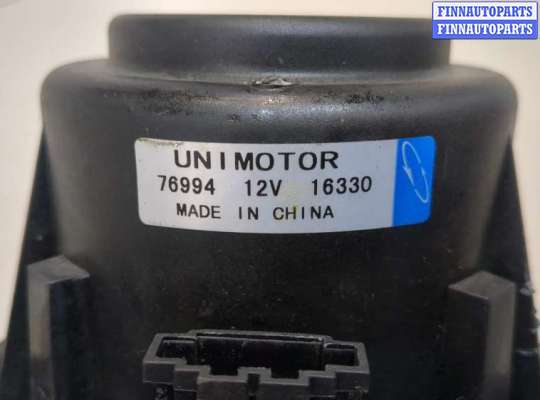 FINNAUTOPARTS
FINNAUTOPARTS
UNIMOTOR
76994 12V 16330
MADE IN CHINA